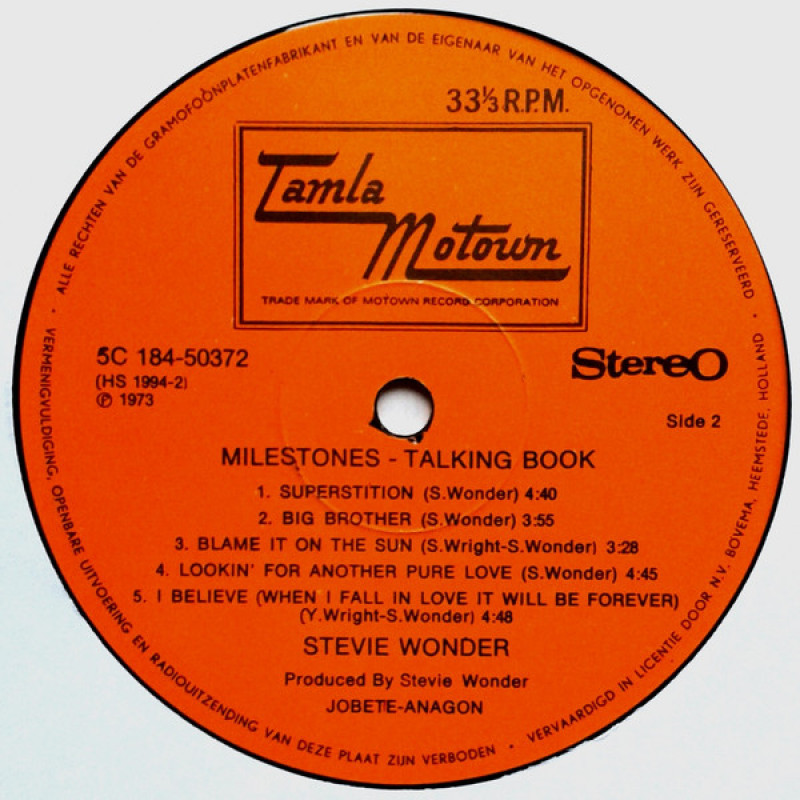 ALLE RECHTEN VAN DE GRAMOFOONPLATENFABRIKANT EN VAN DE EIGENAAR VAN HET OPGENOMEN WERK ZIJN GERESERVEERD ·
33⅓ R.P.M.
Tamla
Motown
TRADE MARK OF MOTOWN RECORD CORPORATION
5C 184-50372
(HS 1994-2)
℗ 1973
Stereo
Side 2
MILESTONES - TALKING BOOK
1. SUPERSTITION (S.Wonder) 4:40
2. BIG BROTHER (S.Wonder) 3:55
3. BLAME IT ON THE SUN (S.Wright-S.Wonder) 3:28
4. LOOKIN' FOR ANOTHER PURE LOVE (S.Wonder) 4:45
5. I BELIEVE (WHEN I FALL IN LOVE IT WILL BE FOREVER)
(Y.Wright-S.Wonder) 4:48
STEVIE WONDER
Produced By Stevie Wonder
JOBETE-ANAGON
· VERMENIGVULDIGING, OPENBARE UITVOERING EN RADIOUITZENDING VAN DEZE PLAAT ZIJN VERBODEN ·
VERVAARDIGD IN LICENTIE DOOR N.V. BOVEMA, HEEMSTEDE, HOLLAND